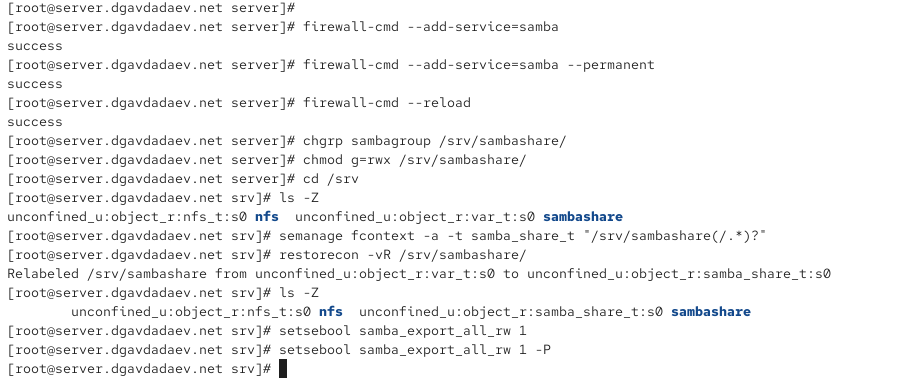 [root@server.dgavdadaev.net server]#
[root@server.dgavdadaev.net server]# firewall-cmd --add-service=samba
success
[root@server.dgavdadaev.net server]# firewall-cmd --add-service=samba --permanent
success
[root@server.dgavdadaev.net server]# firewall-cmd --reload
success
[root@server.dgavdadaev.net server]# chgrp sambagroup /srv/sambashare/
[root@server.dgavdadaev.net server]# chmod g=rwx /srv/sambashare/
[root@server.dgavdadaev.net server]# cd /srv
[root@server.dgavdadaev.net srv]# ls -Z
unconfined_u:object_r:nfs_t:s0 nfs  unconfined_u:object_r:var_t:s0 sambashare
[root@server.dgavdadaev.net srv]# semanage fcontext -a -t samba_share_t "/srv/sambashare(/.*)?"
[root@server.dgavdadaev.net srv]# restorecon -vR /srv/sambashare/
Relabeled /srv/sambashare from unconfined_u:object_r:var_t:s0 to unconfined_u:object_r:samba_share_t:s0
[root@server.dgavdadaev.net srv]# ls -Z
        unconfined_u:object_r:nfs_t:s0 nfs  unconfined_u:object_r:samba_share_t:s0 sambashare
[root@server.dgavdadaev.net srv]# setsebool samba_export_all_rw 1
[root@server.dgavdadaev.net srv]# setsebool samba_export_all_rw 1 -P
[root@server.dgavdadaev.net srv]#